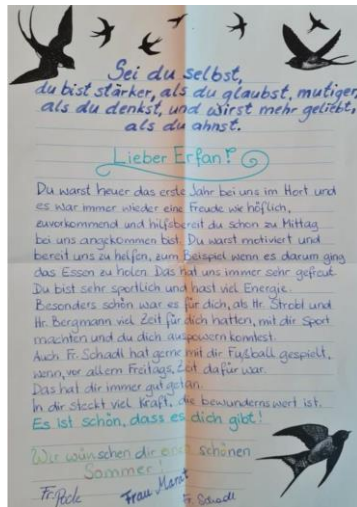 Sei du selbst,
du bist stärker, als du glaubst, mutiger,
als du denkst, und wirst mehr geliebt,
als du ahnst.
Lieber Erfan!
Du warst heuer das erste Jahr bei uns im Hort und
es war immer wieder eine Freude wie höflich,
zuvorkommend und hilfsbereit du schon zu Mittag
bei uns angekommen bist. Du warst motiviert und
bereit uns zu helfen, zum Beispiel wenn es darum ging
das Essen zu holen. Das hat uns immer sehr gefreut.
Du bist sehr sportlich und hast viel Energie.
Besonders schön war es für dich, als Hr. Strobl und
Hr. Bergmann viel Zeit für dich hatten, mit dir Sport
machten und du dich auspowern konntest.
Auch Fr. Schadl hat gerne mit dir Fußball gespielt,
wenn, vor allem Freitags, Zeit dafür war.
Das hat dir immer gut getan.
In dir steckt viel Kraft, die bewundernswert ist.
Es ist schön, dass es dich gibt!
Wir wünschen dir einen schönen
Sommer!
Fr. Frau Fr. Schadl